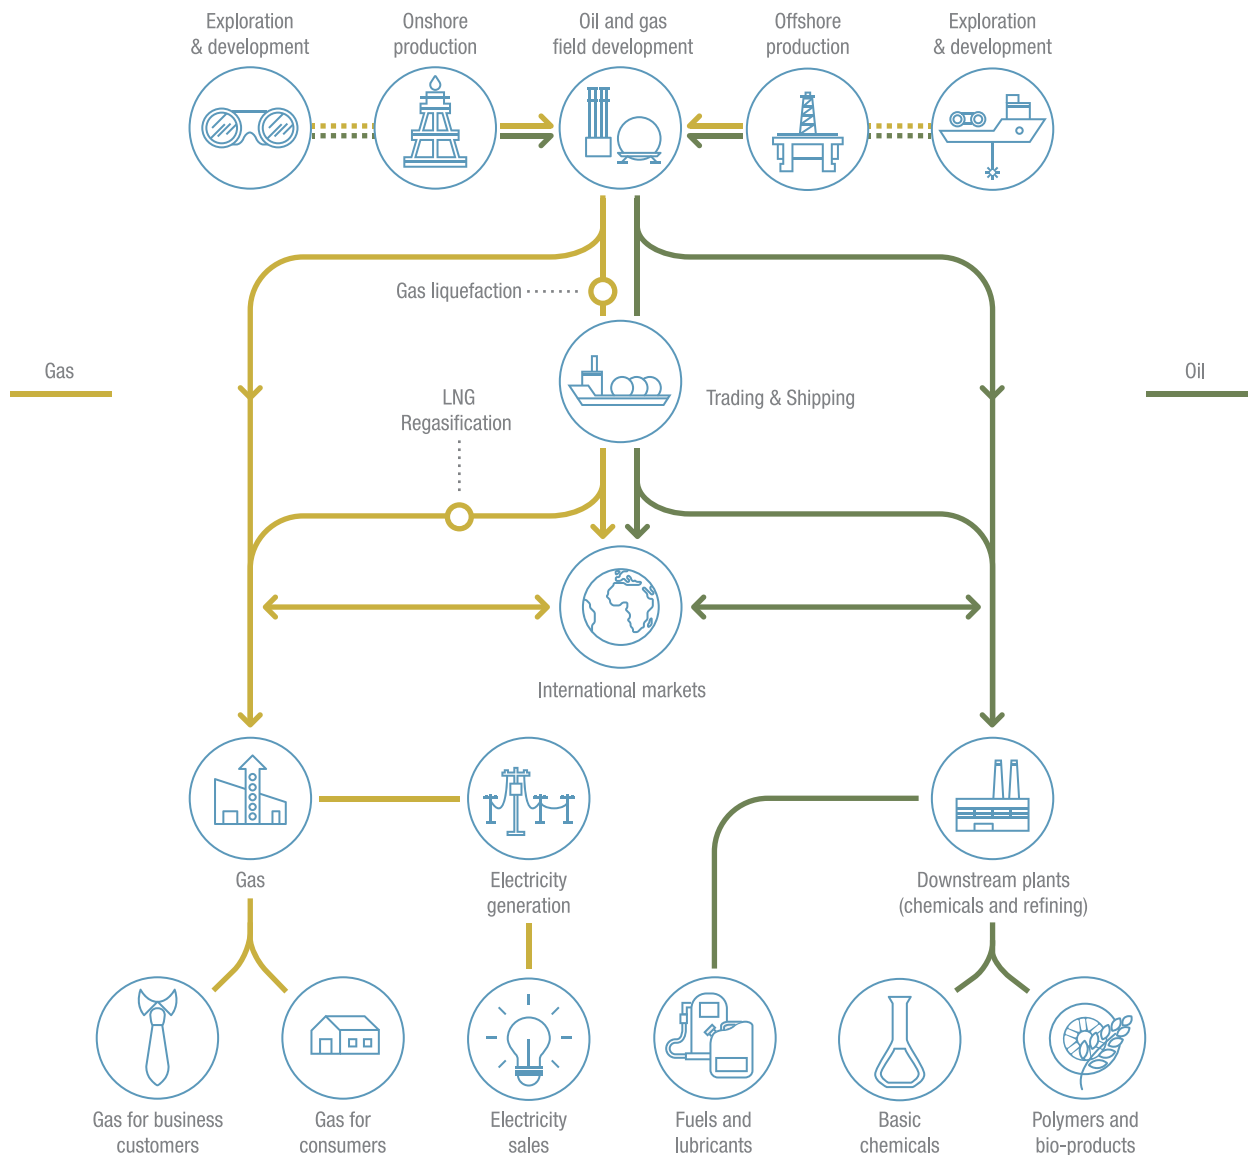 Exploration
& development
Onshore
production
Oil and gas
field development
Offshore
production
Exploration
& development
Gas liquefaction
Gas
Oil
LNG
Regasification
Trading & Shipping
International markets
Gas
Electricity
generation
Downstream plants
(chemicals and refining)
Gas for business
customers
Gas for
consumers
Electricity
sales
Fuels and
lubricants
Basic
chemicals
Polymers and
bio-products